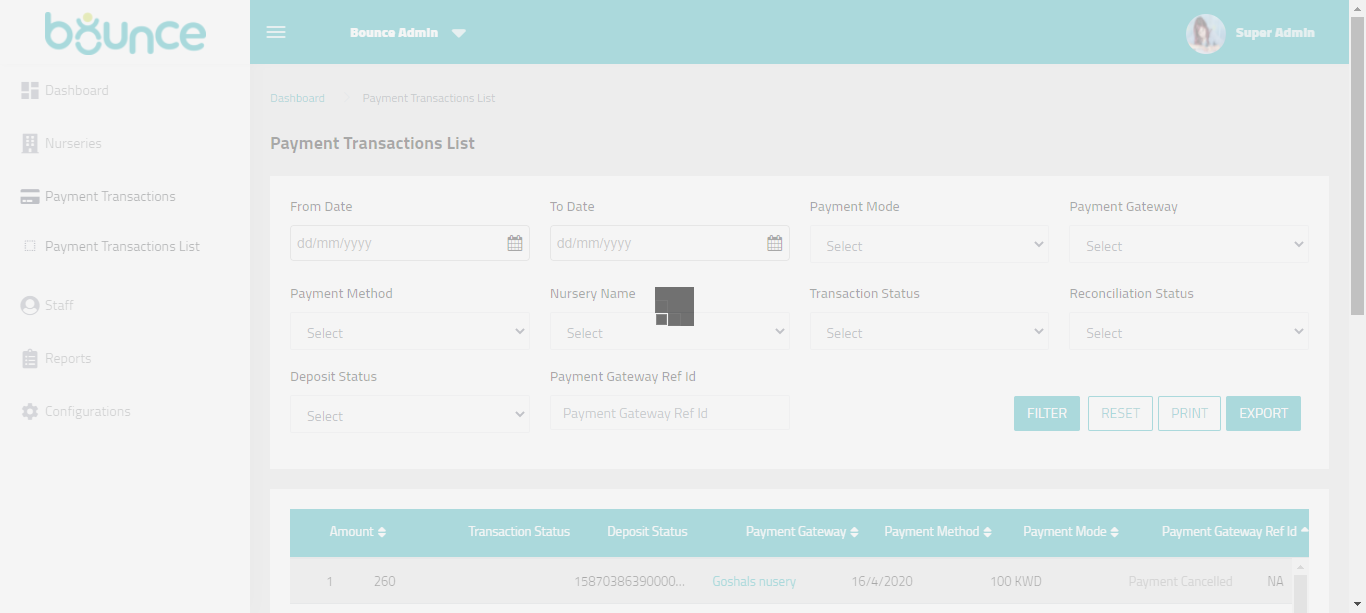 bounce
Bounce Admin
Super Admin
Dashboard
Nurseries
Payment Transactions
Payment Transactions List
Staff
Reports
Configurations
Dashboard > Payment Transactions List
Payment Transactions List
From Date To Date Payment Mode Payment Gateway
dd/mm/yyyy dd/mm/yyyy Select Select
Payment Method Nursery Name Transaction Status Reconciliation Status
Select Select Select Select
Deposit Status Payment Gateway Ref Id
Select Payment Gateway Ref Id FILTER RESET PRINT EXPORT
Amount Transaction Status Deposit Status Payment Gateway Payment Method Payment Mode Payment Gateway Ref Id
1 260 15870386390000... Goshals nusery 16/4/2020 100 KWD Payment Cancelled NA